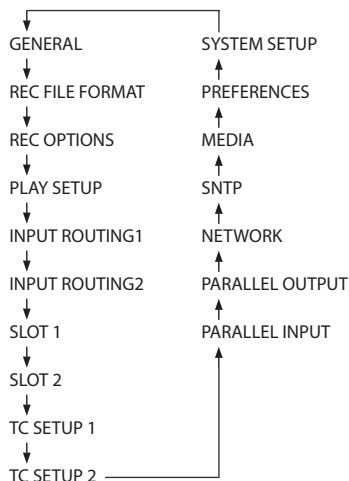 GENERAL
REC FILE FORMAT
REC OPTIONS
PLAY SETUP
INPUT ROUTING1
INPUT ROUTING2
SLOT 1
SLOT 2
TC SETUP 1
TC SETUP 2
PARALLEL INPUT
PARALLEL OUTPUT
NETWORK
SNTP
MEDIA
PREFERENCES
SYSTEM SETUP